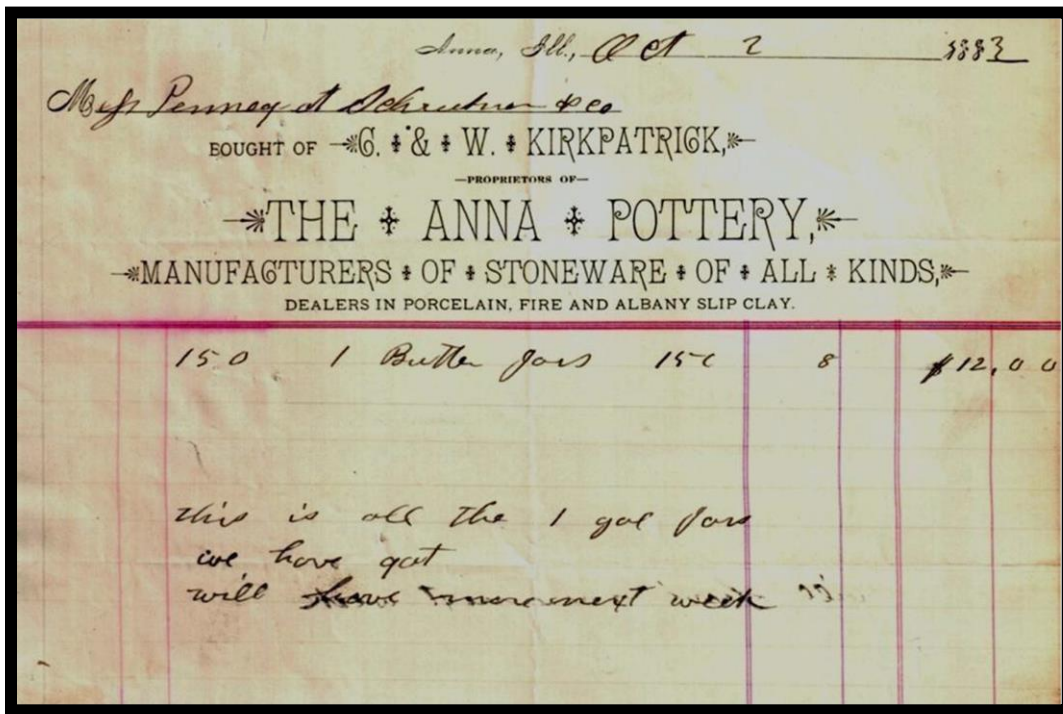 Anna, Ill., Oct 2 1883
Mess Penney at & co
BOUGHT OF G. & W. KIRKPATRICK,
—PROPRIETORS OF—
THE ANNA POTTERY,
MANUFACTURERS OF STONEWARE OF ALL KINDS,
DEALERS IN PORCELAIN, FIRE AND ALBANY SLIP CLAY.
150 1 Butter Jars 150 8 $12,00
this is all the 1 gal Jars
we have got
will have more next week